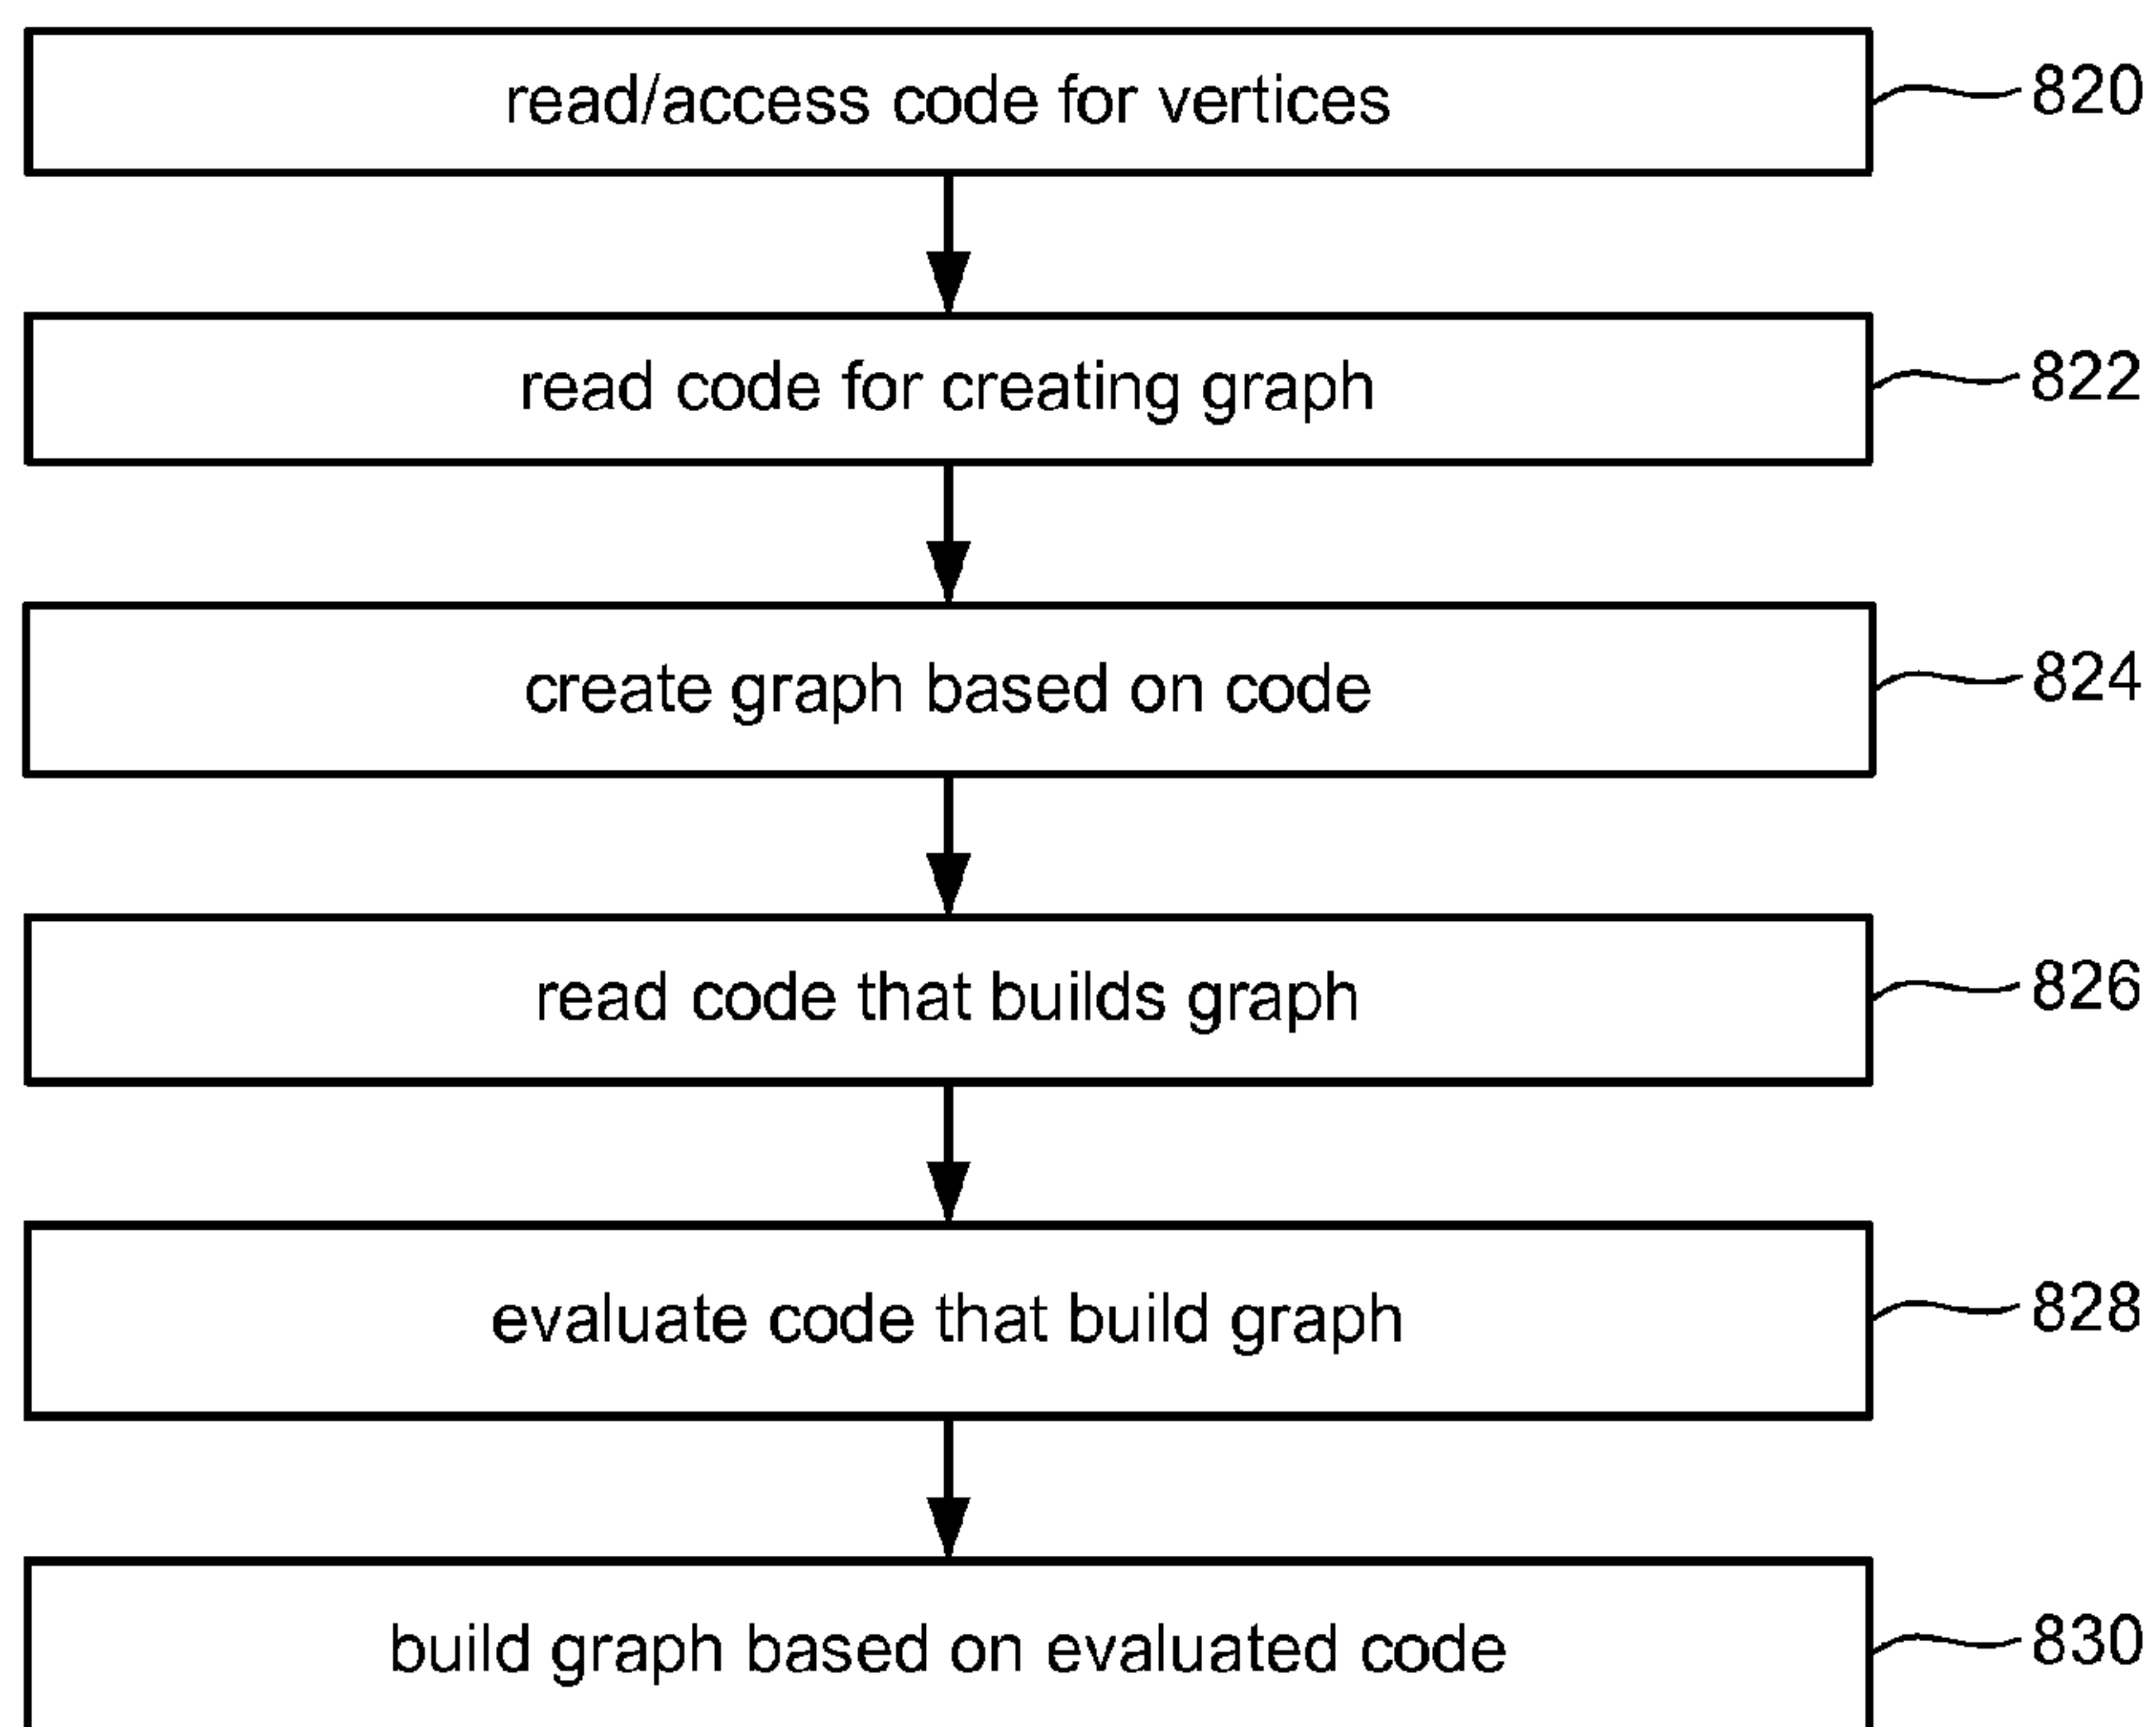 read/access code for vertices 820
read code for creating graph 822
create graph based on code 824
read code that builds graph 826
evaluate code that build graph 828
build graph based on evaluated code 830